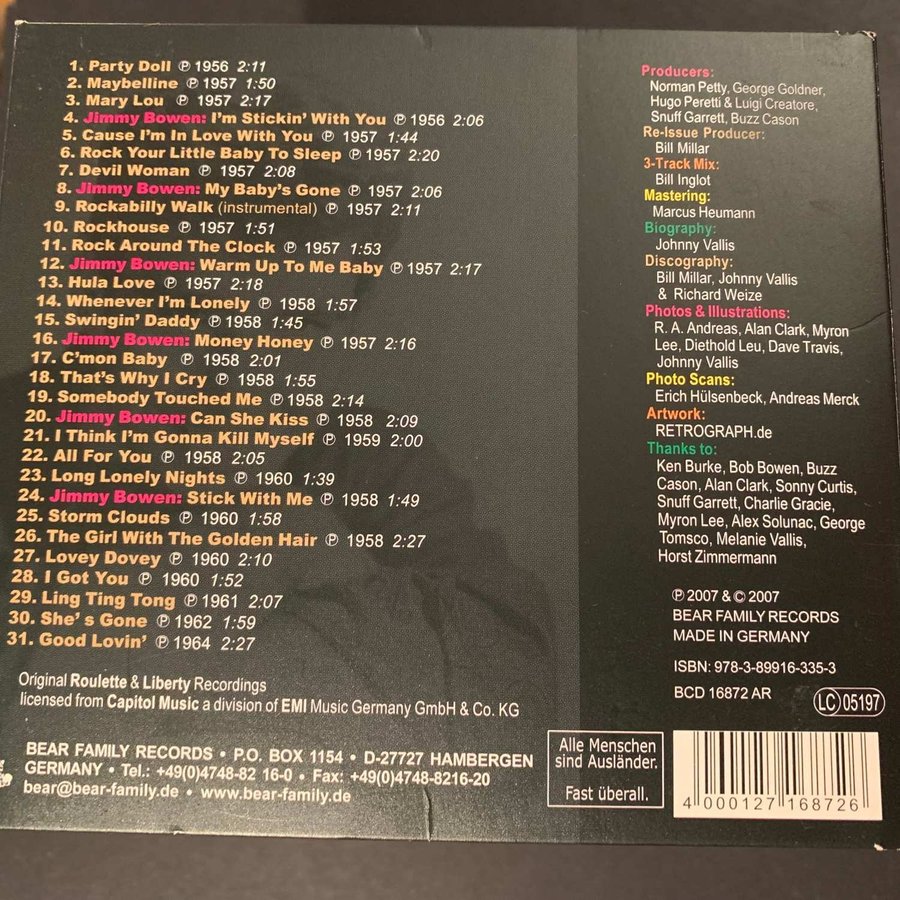 1. Party Doll ℗ 1956 2:11
2. Maybelline ℗ 1957 1:50
3. Mary Lou ℗ 1957 2:17
4. Jimmy Bowen: I'm Stickin' With You ℗ 1956 2:06
5. Cause I'm In Love With You ℗ 1957 1:44
6. Rock Your Little Baby To Sleep ℗ 1957 2:20
7. Devil Woman ℗ 1957 2:08
8. Jimmy Bowen: My Baby's Gone ℗ 1957 2:06
9. Rockabilly Walk (instrumental) ℗ 1957 2:11
10. Rockhouse ℗ 1957 1:51
11. Rock Around The Clock ℗ 1957 1:53
12. Jimmy Bowen: Warm Up To Me Baby ℗ 1957 2:17
13. Hula Love ℗ 1957 2:18
14. Whenever I'm Lonely ℗ 1958 1:57
15. Swingin' Daddy ℗ 1958 1:45
16. Jimmy Bowen: Money Honey ℗ 1957 2:16
17. C'mon Baby ℗ 1958 2:01
18. That's Why I Cry ℗ 1958 1:55
19. Somebody Touched Me ℗ 1958 2:14
20. Jimmy Bowen: Can She Kiss ℗ 1958 2:09
21. I Think I'm Gonna Kill Myself ℗ 1959 2:00
22. All For You ℗ 1958 2:05
23. Long Lonely Nights ℗ 1960 1:39
24. Jimmy Bowen: Stick With Me ℗ 1958 1:49
25. Storm Clouds ℗ 1960 1:58
26. The Girl With The Golden Hair ℗ 1958 2:27
27. Lovey Dovey ℗ 1960 2:10
28. I Got You ℗ 1960 1:52
29. Ling Ting Tong ℗ 1961 2:07
30. She' s Gone ℗ 1962 1:59
31. Good Lovin' ℗ 1964 2:27
Original Roulette & Liberty Recordings
licensed from Capitol Music a division of EMI Music Germany GmbH & Co. KG
BEAR FAMILY RECORDS • P.O. BOX 1154 • D-27727 HAMBERGEN
GERMANY • Tel.: +49(0)4748-82 16-0 • Fax: +49(0)4748-8216-20
bear@bear-family.de • www.bear-family.de
Producers:
Norman Petty, George Goldner,
Hugo Peretti & Luigi Creatore,
Snuff Garrett, Buzz Cason
Re-Issue Producer:
Bill Millar
3-Track Mix:
Bill Inglot
Mastering:
Marcus Heumann
Biography:
Johnny Vallis
Discography:
Bill Millar, Johnny Vallis
& Richard Weize
Photos & Illustrations:
R. A. Andreas, Alan Clark, Myron
Lee, Diethold Leu, Dave Travis,
Johnny Vallis
Photo Scans:
Erich Hülsenbeck, Andreas Merck
Artwork:
RETROGRAPH.de
Thanks to:
Ken Burke, Bob Bowen, Buzz
Cason, Alan Clark, Sonny Curtis,
Snuff Garrett, Charlie Gracie,
Myron Lee, Alex Solunac, George
Tomsco, Melanie Vallis,
Horst Zimmermann
℗ 2007 & © 2007
BEAR FAMILY RECORDS
MADE IN GERMANY
ISBN: 978-3-89916-335-3
BCD 16872 AR
LC 05197
Alle Menschen
sind Ausländer.
Fast überall.
4 000127 168726